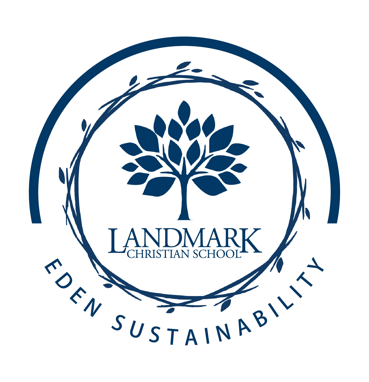 LANDMARK
CHRISTIAN SCHOOL
EDEN SUSTAINABILITY